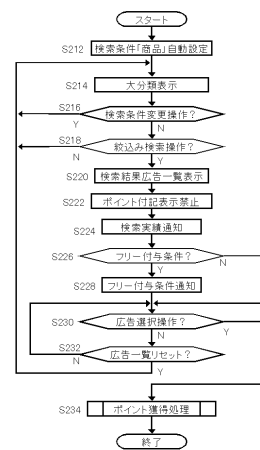 スタート
S212 検索条件「商品」自動設定
S214 大分類表示
S216 検索条件変更操作？
Y
N
S218 絞込み検索操作？
N
Y
S220 検索結果広告一覧表示
S222 ポイント付記表示禁止
S224 検索実績通知
S226 フリー付与条件？
N
Y
S228 フリー付与条件通知
S230 広告選択操作？
Y
N
S232 広告一覧リセット？
N
Y
S234 ポイント獲得処理
終了